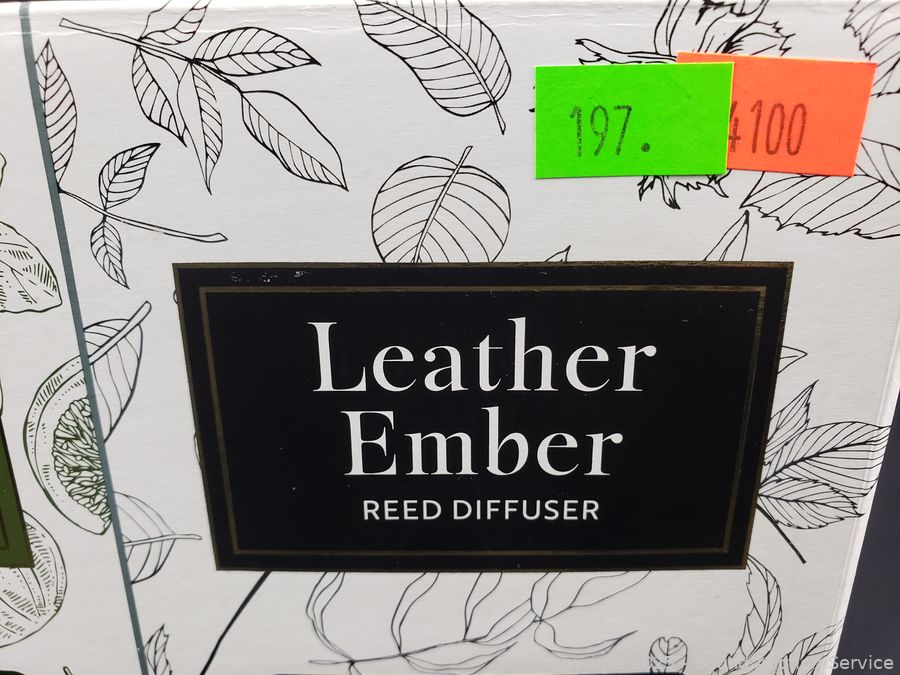 197.
4100
Leather
Ember
REED DIFFUSER